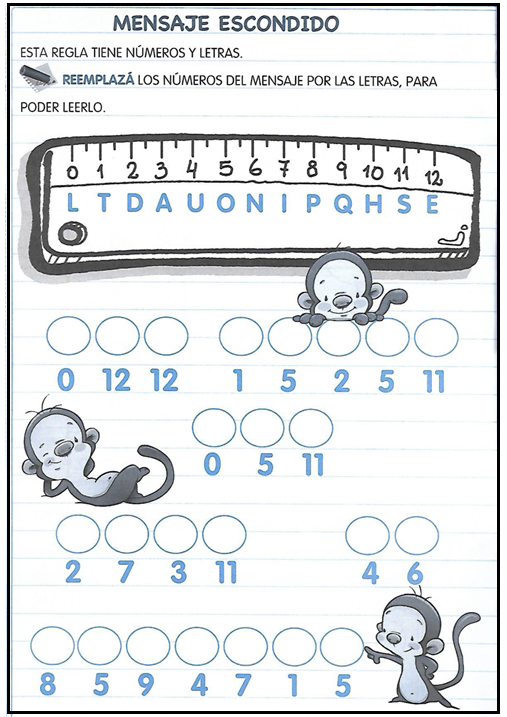 MENSAJE ESCONDIDO
ESTA REGLA TIENE NÚMEROS Y LETRAS.
REEMPLAZÁ LOS NÚMEROS DEL MENSAJE POR LAS LETRAS, PARA
PODER LEERLO.
0 1 2 3 4 5 6 7 8 9 10 11 12
L T D A U O N I P Q H S E
0 12 12 1 5 2 5 11
0 5 11
2 7 3 11 4 6
8 5 9 4 7 1 5